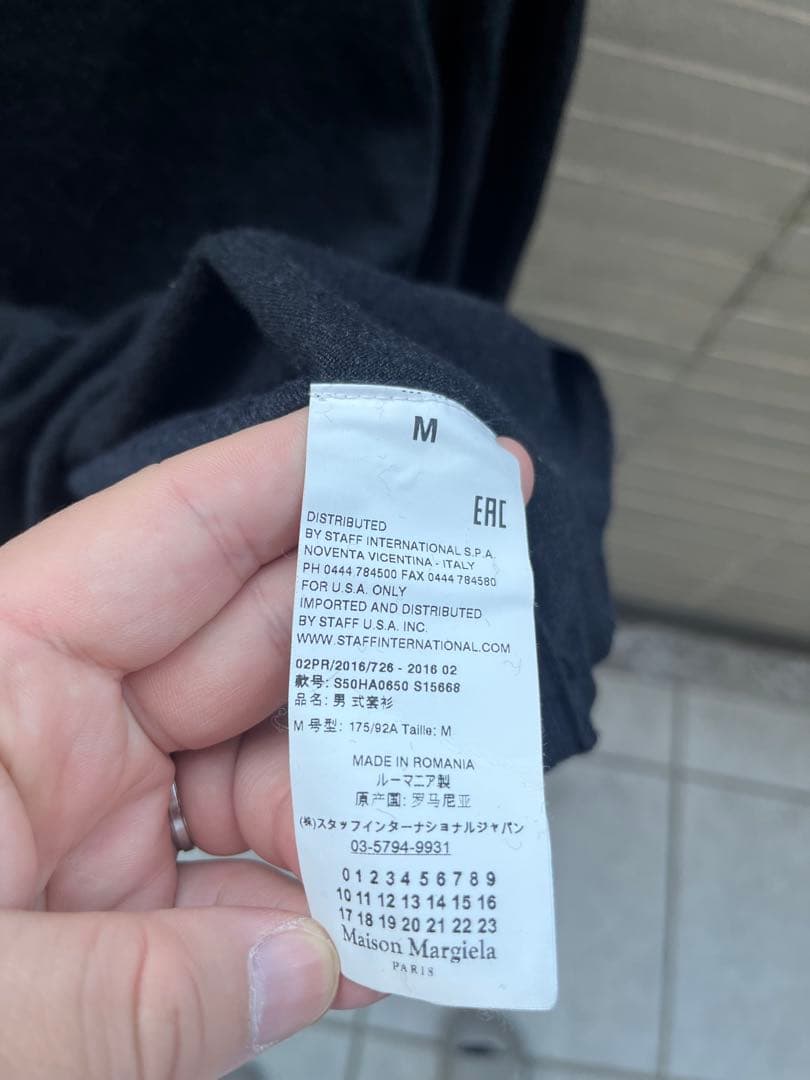 M
EAC
DISTRIBUTED
BY STAFF INTERNATIONAL S.P.A.
NOVENTA VICENTINA - ITALY
PH 0444 784500 FAX 0444 784580
FOR U.S.A. ONLY
IMPORTED AND DISTRIBUTED
BY STAFF U.S.A. INC.
WWW.STAFFINTERNATIONAL.COM
02PR/2016/726 - 2016 02
款号: S50HA0650 S15668
品名: 男 式套衫
M 号型: 175/92A Taille: M
MADE IN ROMANIA
ルーマニア製
原产国: 罗马尼亚
(株)スタッフインターナショナルジャパン
03-5794-9931
0 1 2 3 4 5 6 7 8 9
10 11 12 13 14 15 16
17 18 19 20 21 22 23
Maison Margiela
PARIS